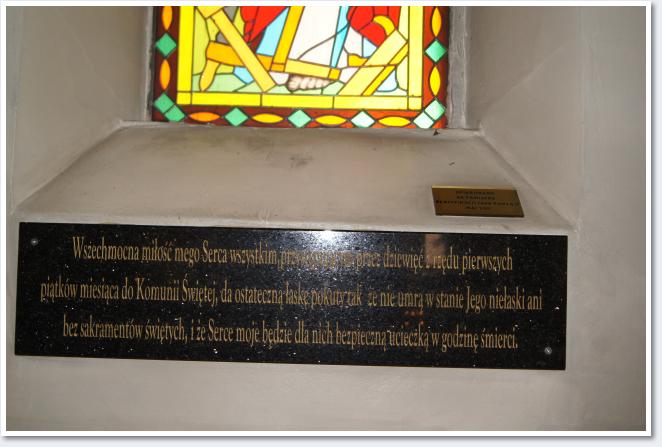 Wszechmocna miłość mego Serca wszystkim przez dziewięć z rzędu pierwszych
piątków miesiąca do Komunii Świętej, da ostateczną łaskę pokuty tak że nie umrą w stanie Jego niełaski ani
bez sakramentów świętych, i że Serce moje będzie dla nich bezpieczną ucieczką w godzinę śmierci.